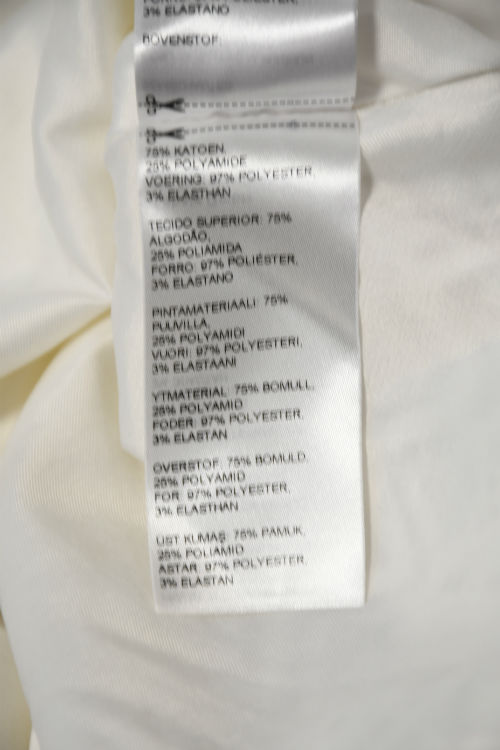 3% ELASTANO
BOVENSTOF:
75% KATOEN,
25% POLYAMIDE
VOERING: 97% POLYESTER,
3% ELASTHAN
TECIDO SUPERIOR: 75%
ALGODÃO,
25% POLIAMIDA
FORRO: 97% POLIÉSTER,
3% ELASTANO
PINTAMATERIAALI: 75%
PUUVILLA,
25% POLYAMIDI
VUORI: 97% POLYESTERI,
3% ELASTAANI
YTMATERIAL: 75% BOMULL,
25% POLYAMID
FODER: 97% POLYESTER,
3% ELASTAN
OVERSTOF: 75% BOMULD,
25% POLYAMID
FOR: 97% POLYESTER,
3% ELASTHAN
ÜST KUMAŞ: 75% PAMUK,
25% POLIAMID
ASTAR: 97% POLYESTER,
3% ELASTAN